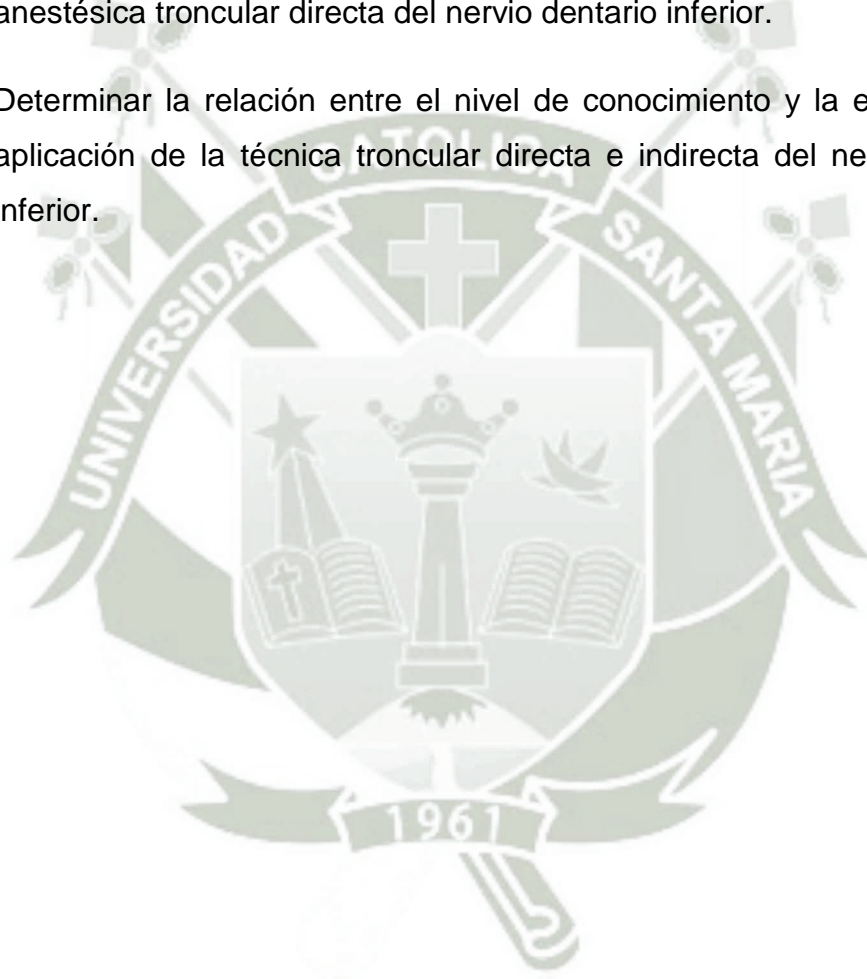 anestésica troncular directa del nervio dentario inferior.
Determinar la relación entre el nivel de conocimiento y la
aplicación de la técnica troncular directa e indirecta del
inferior.
UNIVERSIDAD CATOLICA SANTA MARIA
1961